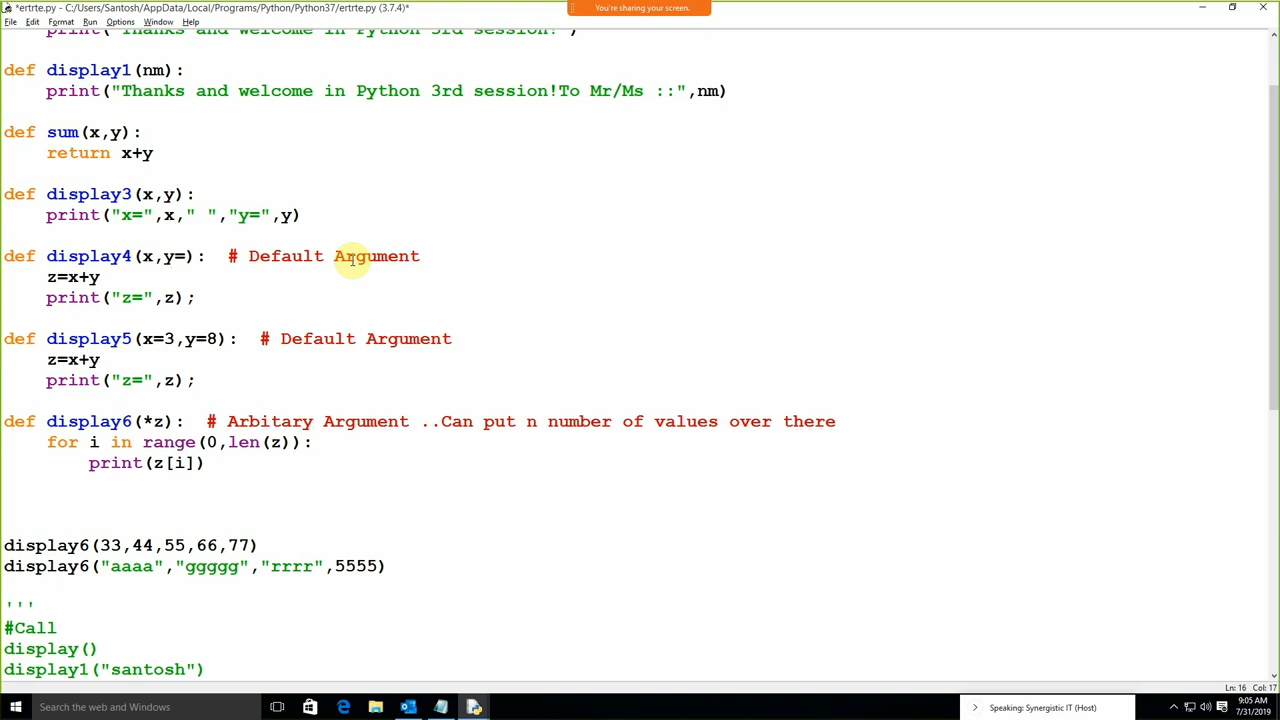 *ertrte.py - C:/Users/Santosh/AppData/Local/Programs/Python/Python37/ertrte.py (3.7.4)*
You're sharing your screen.
File Edit Format Run Options Window Help
print("Thanks and welcome in Python 3rd session!")
def display1(nm):
    print("Thanks and welcome in Python 3rd session!To Mr/Ms ::",nm)
def sum(x,y):
    return x+y
def display3(x,y):
    print("x=",x," ","y=",y)
def display4(x,y=):  # Default Argument
    z=x+y
    print("z=",z);
def display5(x=3,y=8):  # Default Argument
    z=x+y
    print("z=",z);
def display6(*z):  # Arbitary Argument ..Can put n number of values over there
    for i in range(0,len(z)):
        print(z[i])
display6(33,44,55,66,77)
display6("aaaa","ggggg","rrrr",5555)
'''
#Call
display()
display1("santosh")
Ln: 16 Col: 17
Search the web and Windows
Speaking: Synergistic IT (Host)
9:05 AM
7/31/2019